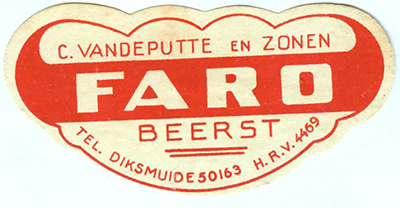 C. VANDEPUTTE EN ZONEN
FARO
BEERST
TEL. DIKSMUIDE 50163 H.R.V. 4469